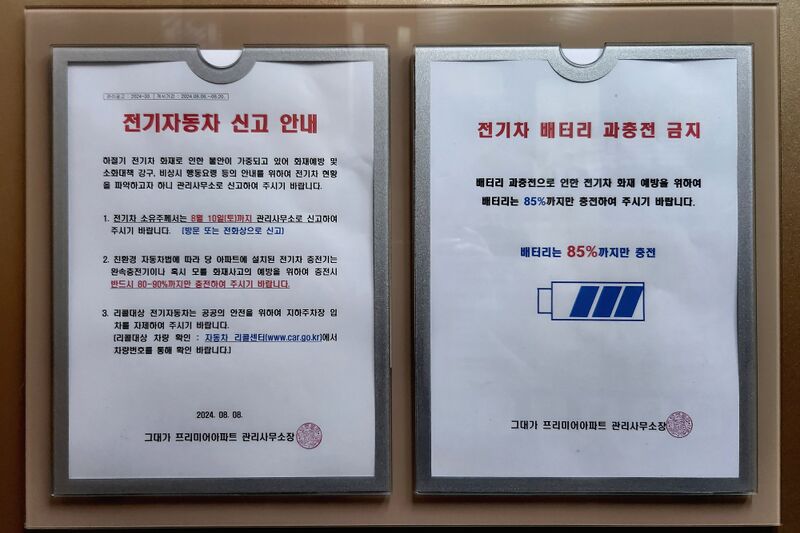 관리공고 : 2024-08. | 게시기간 : 2024.08.08.~08.20.
전기자동차 신고 안내
하절기 전기차 화재로 인한 불안이 가중되고 있어 화재예방 및
소화대책 강구, 비상시 행동요령 등의 안내를 위하여 전기차 현황
을 파악하고자 하니 관리사무소로 신고하여 주시기 바랍니다.
1. 전기차 소유주께서는 8월 10일(토)까지 관리사무소로 신고하여
주시기 바랍니다. [방문 또는 전화상으로 신고]
2. 친환경 자동차법에 따라 당 아파트에 설치된 전기차 충전기는
완속충전기이나 혹시 모를 화재사고의 예방을 위하여 충전시
반드시 80-90%까지만 충전하여 주시기 바랍니다.
3. 리콜대상 전기자동차는 공공의 안전을 위하여 지하주차장 입
차를 자제하여 주시기 바랍니다.
[리콜대상 차량 확인 : 자동차 리콜센터(www.car.go.kr)에서
차량번호를 통해 확인 바랍니다.]
2024. 08. 08.
그대가 프리미어아파트 관리사무소장
전기차 배터리 과충전 금지
배터리 과충전으로 인한 전기차 화재 예방을 위하여
배터리는 85%까지만 충전하여 주시기 바랍니다.
배터리는 85%까지만 충전
그대가 프리미어아파트 관리사무소장